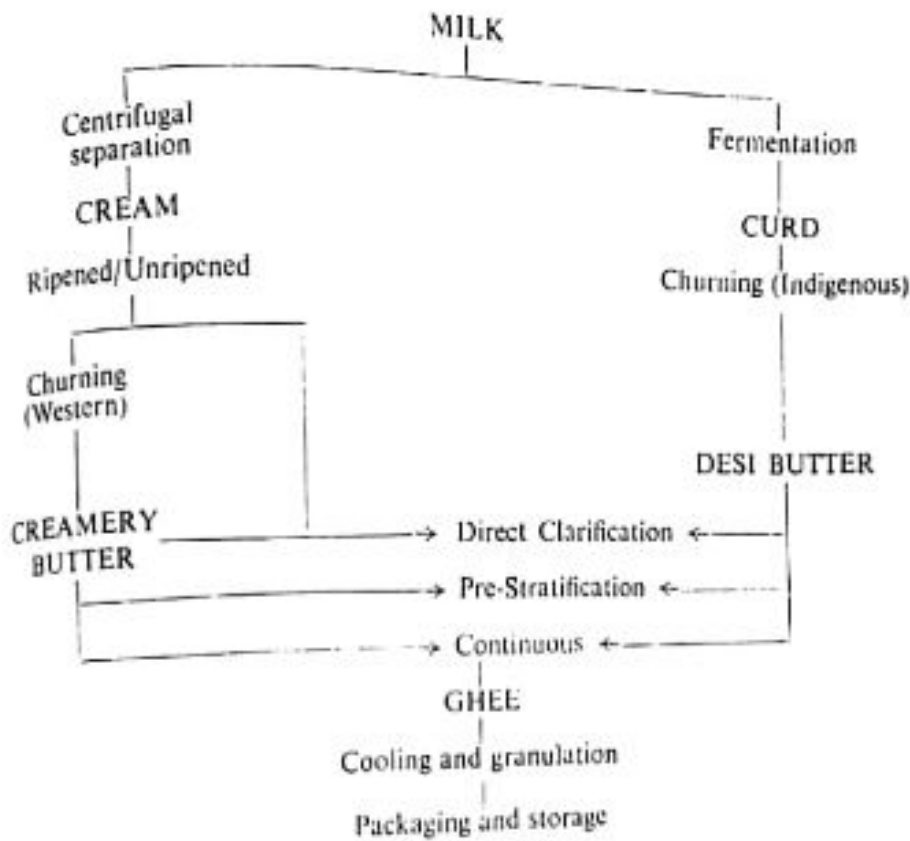 MILK
Centrifugal
separation
Fermentation
CREAM
CURD
Ripened/Unripened
Churning (Indigenous)
Churning
(Western)
DESI BUTTER
CREAMERY
BUTTER
Direct Clarification
Pre-Stratification
Continuous
GHEE
Cooling and granulation
Packaging and storage